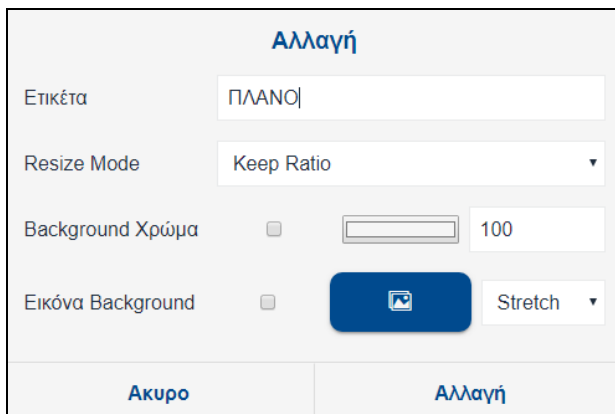 Αλλαγή
Ετικέτα ΠΛΑΝΟ
Resize Mode Keep Ratio
Background Χρώμα 100
Εικόνα Background Stretch
Ακυρο Αλλαγή